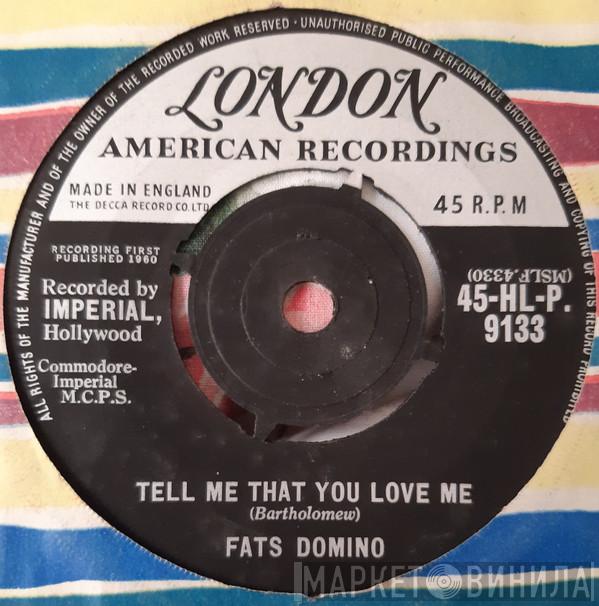 ALL RIGHTS OF THE MANUFACTURER AND OF THE OWNER OF THE RECORDED WORK RESERVED · UNAUTHORISED PUBLIC PERFORMANCE BROADCASTING AND COPYING OF THIS RECORD PROHIBITED
LONDON
AMERICAN RECORDINGS
MADE IN ENGLAND
THE DECCA RECORD CO. LTD.
45 R.P.M
RECORDING FIRST
PUBLISHED 1960
(MSLF.4330)
Recorded by
IMPERIAL,
Hollywood
45-HL-P.
9133
Commodore-
Imperial
M.C.P.S.
TELL ME THAT YOU LOVE ME
(Bartholomew)
FATS DOMINO
МАРКЕТ ВИНИЛА